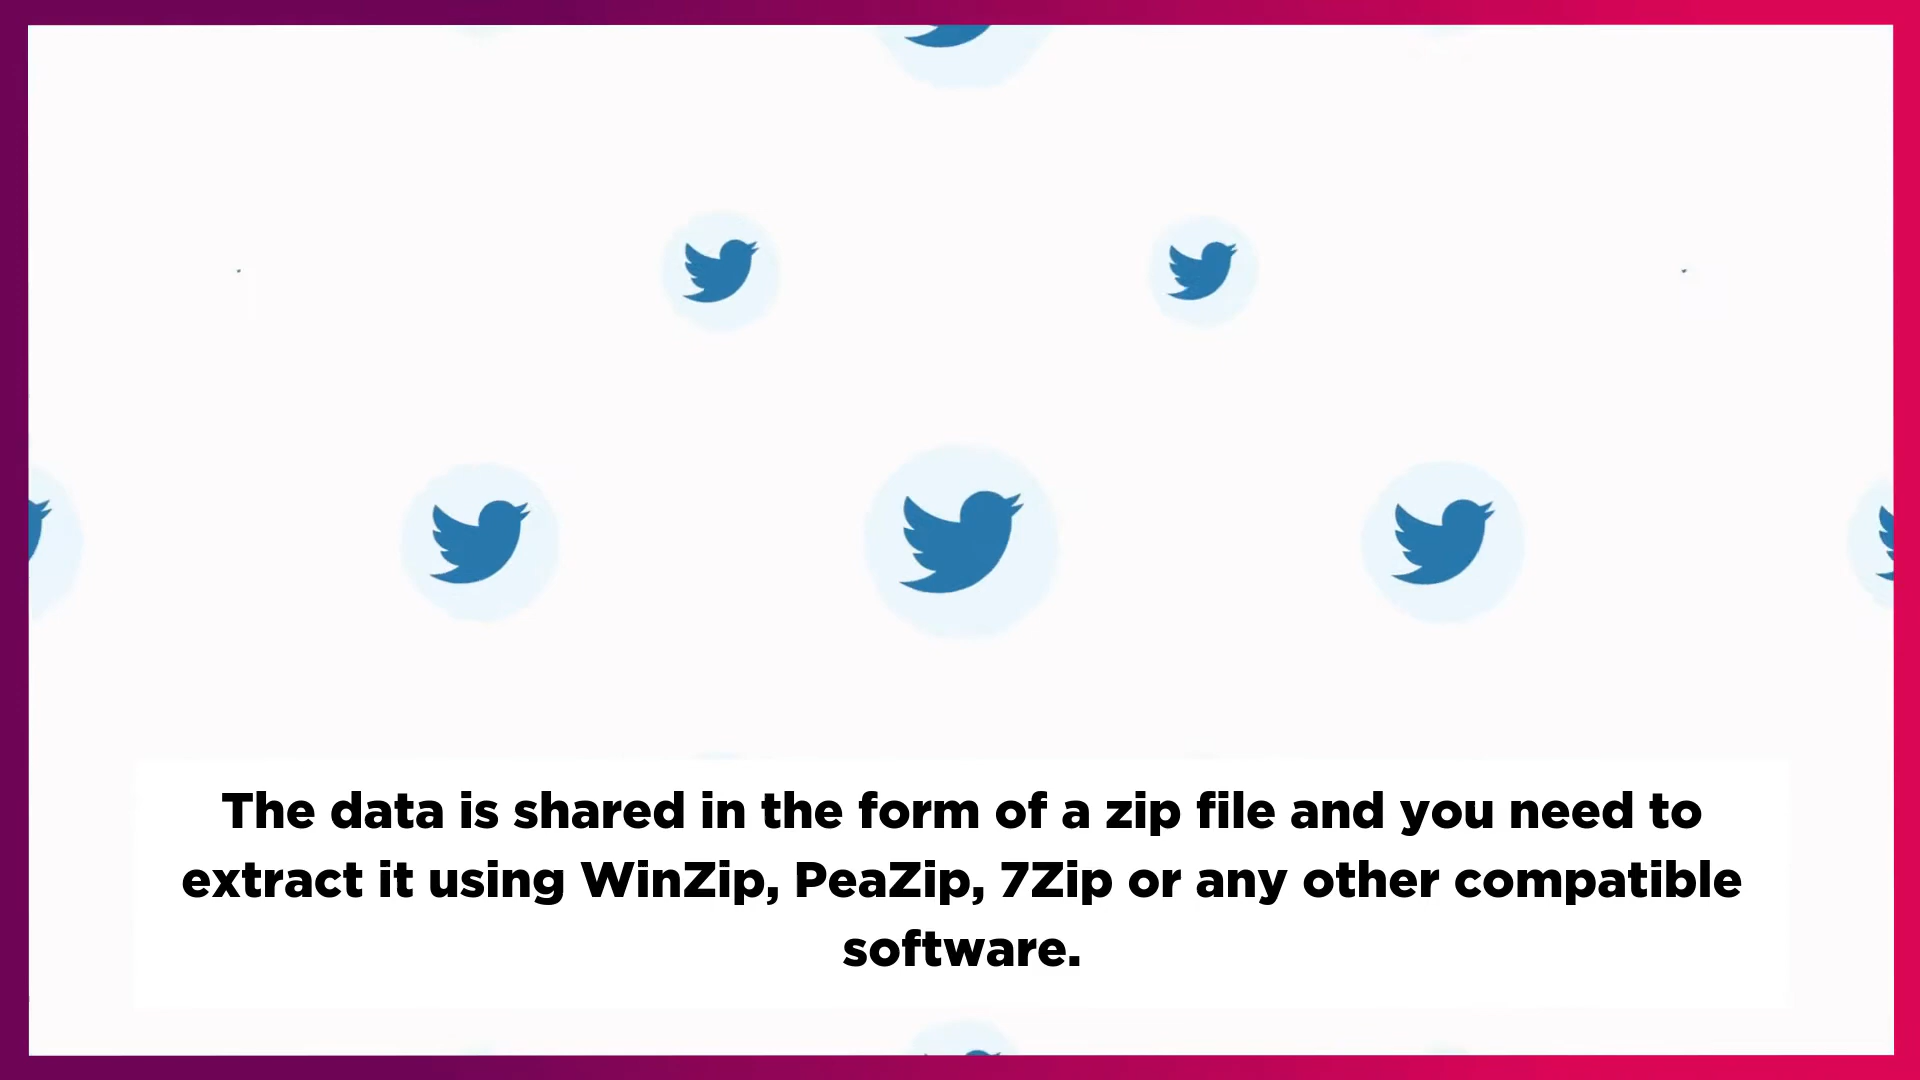 The data is shared in the form of a zip file and you need to
extract it using WinZip, PeaZip, 7Zip or any other compatible
software.